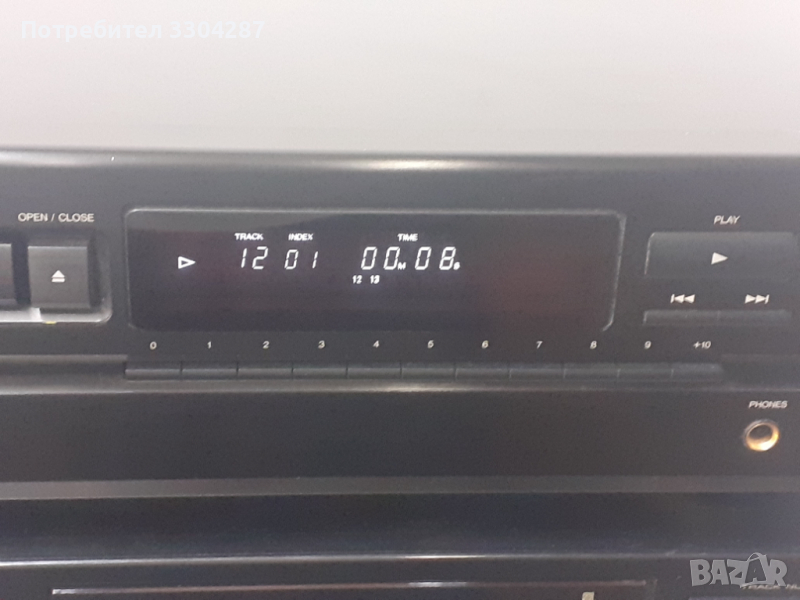 Потребител 3304287
OPEN / CLOSE
TRACK INDEX TIME
12 01 00M 08s
12 13
PLAY
0 1 2 3 4 5 6 7 8 9 +10
PHONES
BAZAR